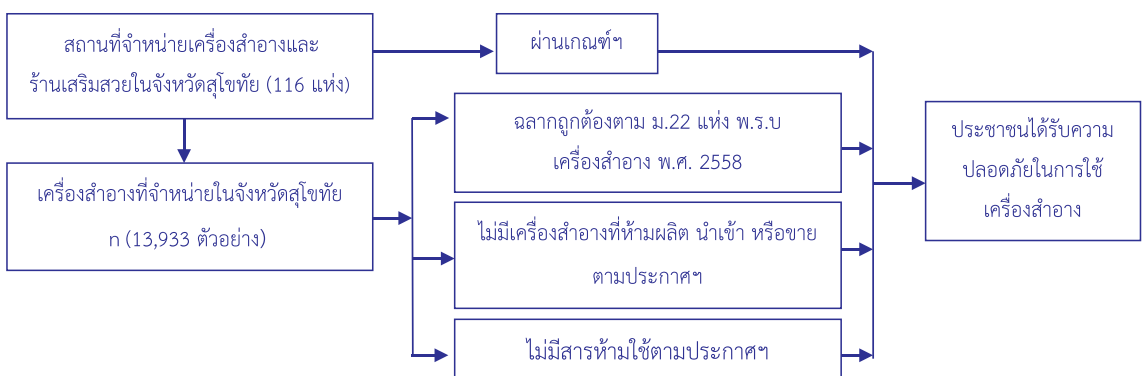 สถานที่จำหน่ายเครื่องสำอางและ
ร้านเสริมสวยในจังหวัดสุโขทัย (116 แห่ง)
ผ่านเกณฑ์ฯ
เครื่องสำอางที่จำหน่ายในจังหวัดสุโขทัย
n (13,933 ตัวอย่าง)
ฉลากถูกต้องตาม ม.22 แห่ง พ.ร.บ
เครื่องสำอาง พ.ศ. 2558
ไม่มีเครื่องสำอางที่ห้ามผลิต นำเข้า หรือขาย
ตามประกาศฯ
ไม่มีสารห้ามใช้ตามประกาศฯ
ประชาชนได้รับความ
ปลอดภัยในการใช้
เครื่องสำอาง